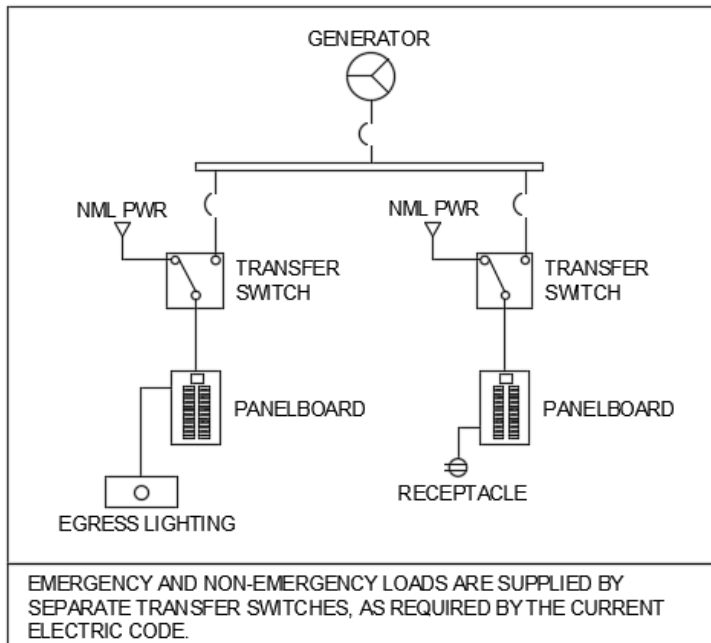 GENERATOR
NML PWR
NML PWR
TRANSFER
SWITCH
TRANSFER
SWITCH
PANELBOARD
PANELBOARD
RECEPTACLE
EGRESS LIGHTING
EMERGENCY AND NON-EMERGENCY LOADS ARE SUPPLIED BY
SEPARATE TRANSFER SWITCHES, AS REQUIRED BY THE CURRENT
ELECTRIC CODE.